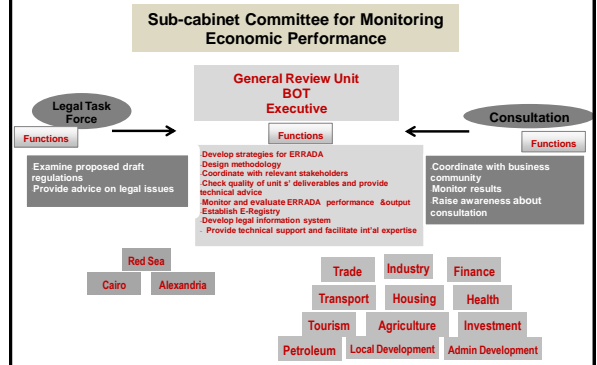 Sub-cabinet Committee for Monitoring
Economic Performance
General Review Unit
BOT
Executive
Legal Task
Force
Functions
Examine proposed draft
regulations
Provide advice on legal issues
Functions
-Develop strategies for ERRADA
-Design methodology
-Coordinate with relevant stakeholders
-Check quality of unit s' deliverables and provide
technical advice
-Monitor and evaluate ERRADA performance &output
-Establish E-Registry
-Develop legal information system
- Provide technical support and facilitate int'al expertise
Consultation
Functions
Coordinate with business
community
Monitor results
Raise awareness about
consultation
Red Sea
Cairo Alexandria
Trade Industry Finance
Transport Housing Health
Tourism Agriculture Investment
Petroleum Local Development Admin Development